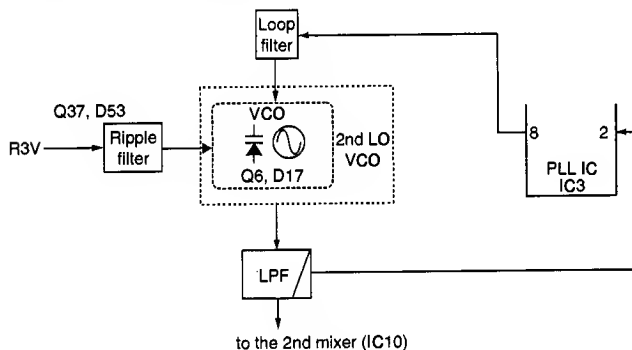 Loop
filter
Q37, D53
R3V
Ripple
filter
VCO
Q6, D17
2nd LO
VCO
8
2
PLL IC
IC3
LPF
to the 2nd mixer (IC10)